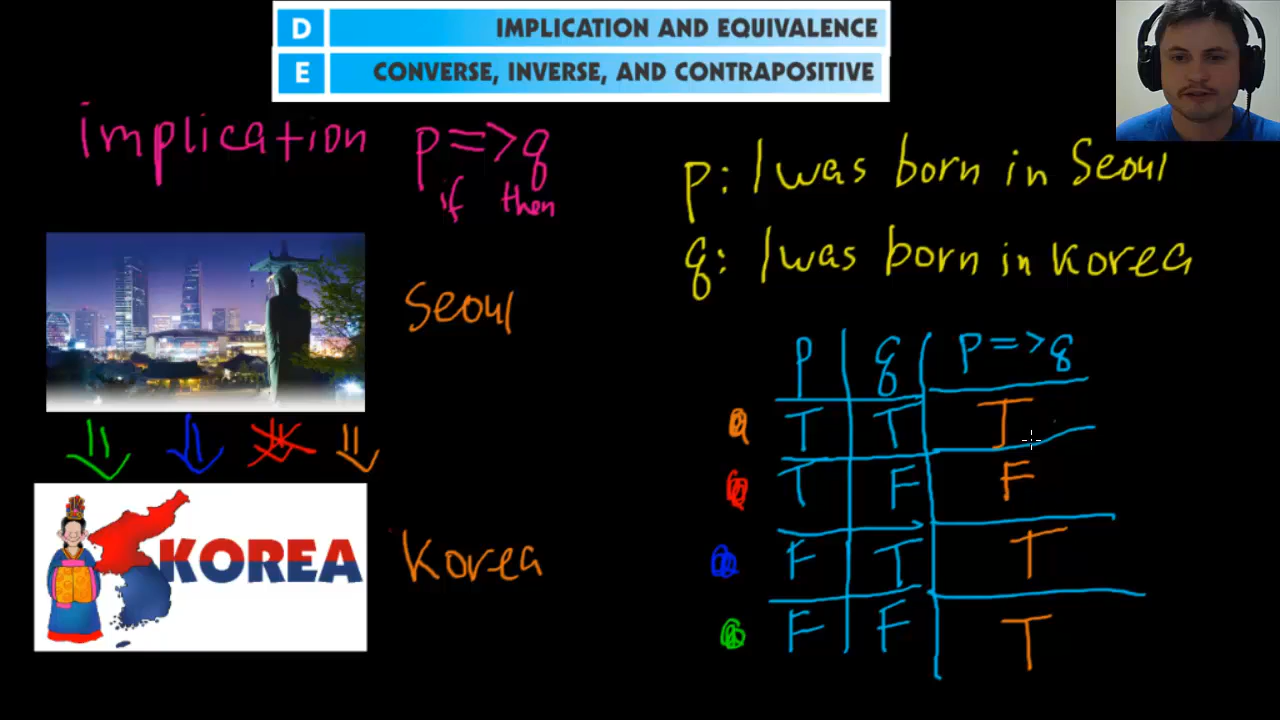 D IMPLICATION AND EQUIVALENCE
E CONVERSE, INVERSE, AND CONTRAPOSITIVE
implication p => q
if then
p: I was born in Seoul
q: I was born in Korea
Seoul
KOREA
Korea
p q p => q
T T T
T F F
F T T
F F T